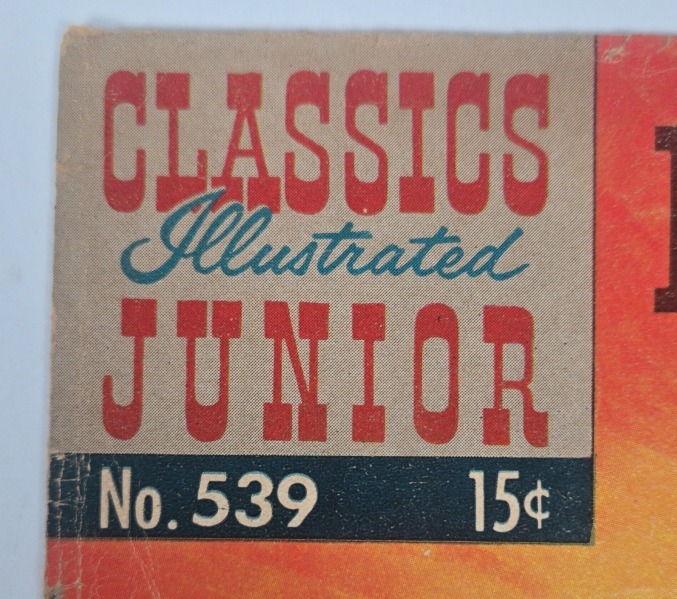 CLASSICS
Illustrated
JUNIOR
No. 539 15¢